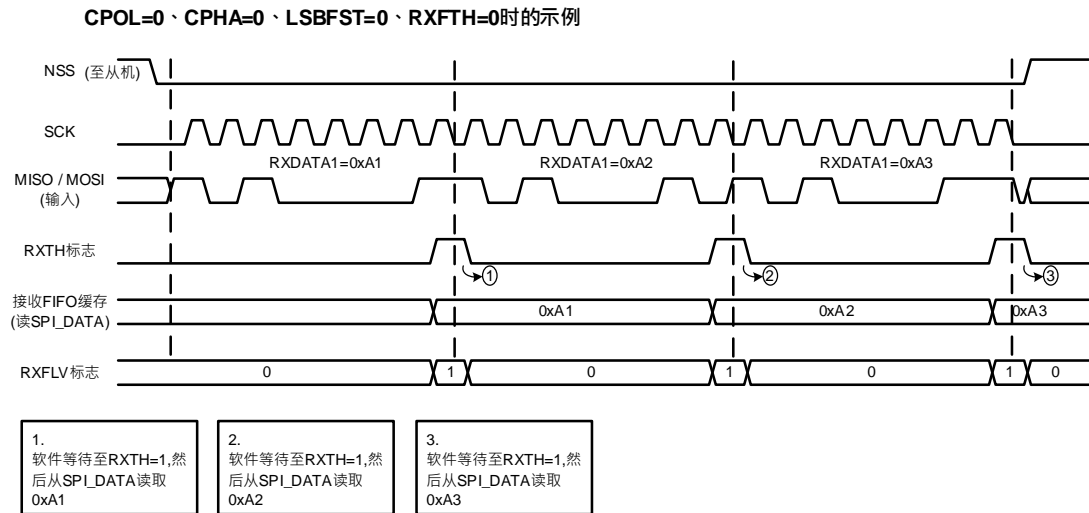 CPOL=0、CPHA=0、LSBFST=0、RXFTH=0时的示例
NSS (至从机)
SCK
RXDATA1=0xA1
RXDATA1=0xA2
RXDATA1=0xA3
MISO / MOSI
(输入)
RXTH标志
1
2
3
接收FIFO缓存
(读SPI_DATA)
0xA1
0xA2
0xA3
RXFLV标志
0
1
0
1
0
1
0
1.
软件等待至RXTH=1,然
后从SPI_DATA读取
0xA1
2.
软件等待至RXTH=1,然
后从SPI_DATA读取
0xA2
3.
软件等待至RXTH=1,然
后从SPI_DATA读取
0xA3